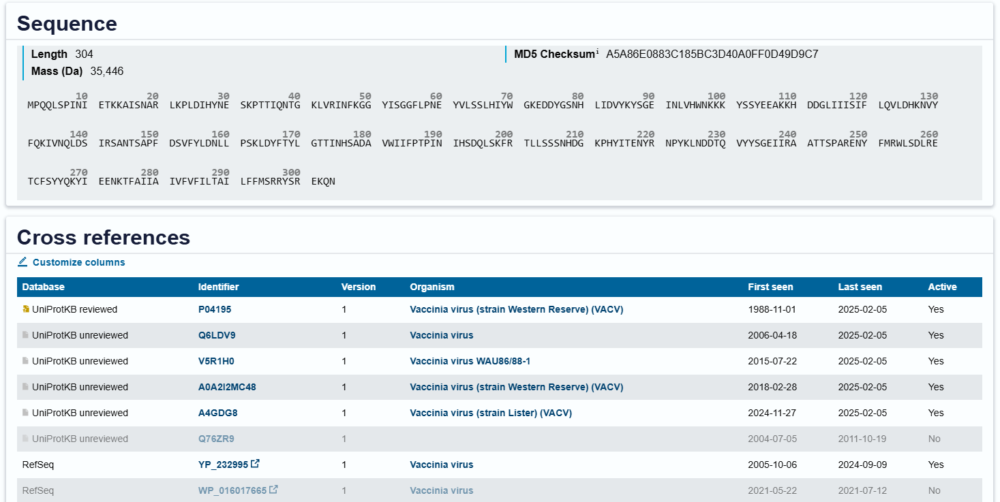 Sequence
Length 304
MD5 Checksumⁱ A5A86E0883C185BC3D40A0FF0D49D9C7
Mass (Da) 35,446
10 20 30 40 50 60 70 80 90 100 110 120 130
MPQQLSPINI ETKKAISNAR LKPLDIHYNE SKPTTIQNTG KLVRINFKGG YISGGFLPNE YVLSSLHIYW GKEDDYGSNH LIDVYKYSGE INLVHWNKKK YSSYEEAKKH DDGLIIISIF LQVLDHKNVY
140 150 160 170 180 190 200 210 220 230 240 250 260
FQKIVNQLDS IRSANTSAPF DSVFYLDNLL PSKLDYFTYL GTTINHSADA VWIIFPTPIN IHSDQLSKFR TLLSSSNHDG KPHYITENYR NPYKLNDDTQ VYYSGEIIRA ATTSPARENY FMRWLSDLRE
270 280 290 300
TCFSYYQKYI EENKTFAIIA IVFVFILTAI LFFMSRRYSR EKQN
Cross references
Customize columns
Database Identifier Version Organism First seen Last seen Active
UniProtKB reviewed P04195 1 Vaccinia virus (strain Western Reserve) (VACV) 1988-11-01 2025-02-05 Yes
UniProtKB unreviewed Q6LDV9 1 Vaccinia virus 2006-04-18 2025-02-05 Yes
UniProtKB unreviewed V5R1H0 1 Vaccinia virus WAU86/88-1 2015-07-22 2025-02-05 Yes
UniProtKB unreviewed A0A2I2MC48 1 Vaccinia virus (strain Western Reserve) (VACV) 2018-02-28 2025-02-05 Yes
UniProtKB unreviewed A4GDG8 1 Vaccinia virus (strain Lister) (VACV) 2024-11-27 2025-02-05 Yes
UniProtKB unreviewed Q76ZR9 1 2004-07-05 2011-10-19 No
RefSeq YP_232995 1 Vaccinia virus 2005-10-06 2024-09-09 Yes
RefSeq WP_016017665 1 Vaccinia virus 2021-05-22 2021-07-12 No